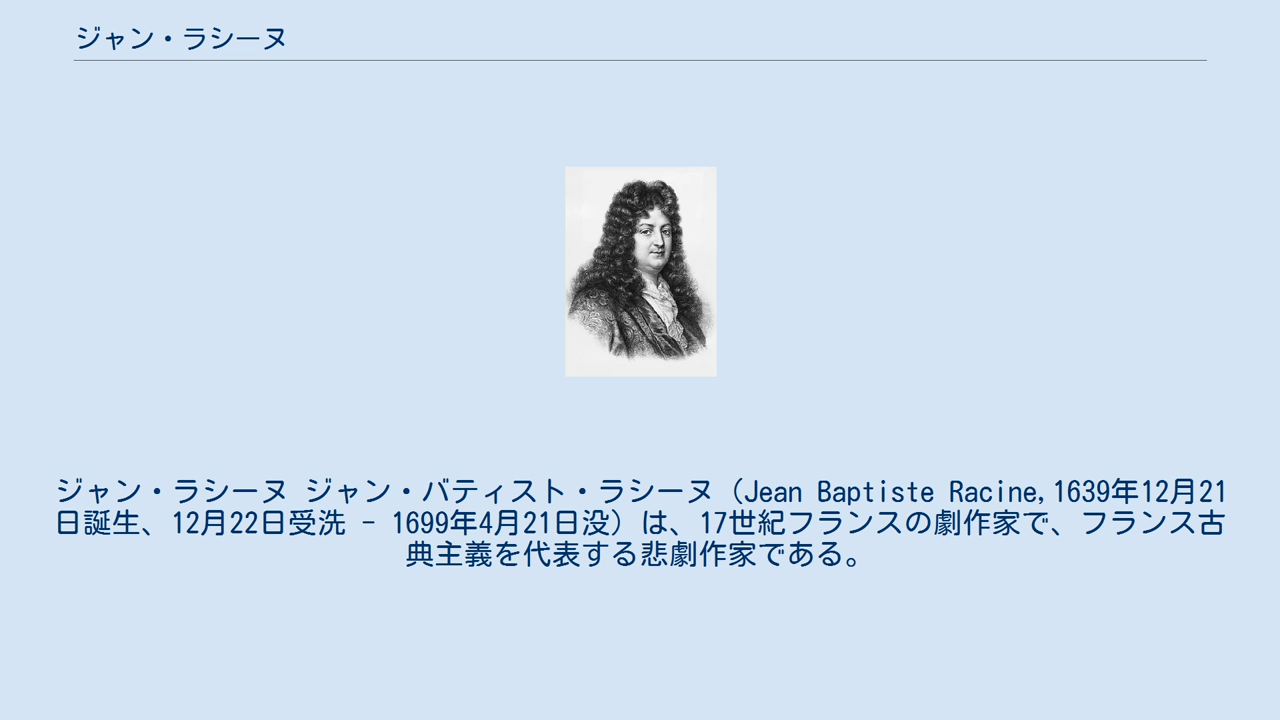 ジャン・ラシーヌ
ジャン・ラシーヌ ジャン・バティスト・ラシーヌ（Jean Baptiste Racine,1639年12月21
日誕生、12月22日受洗 - 1699年4月21日没）は、17世紀フランスの劇作家で、フランス古
典主義を代表する悲劇作家である。